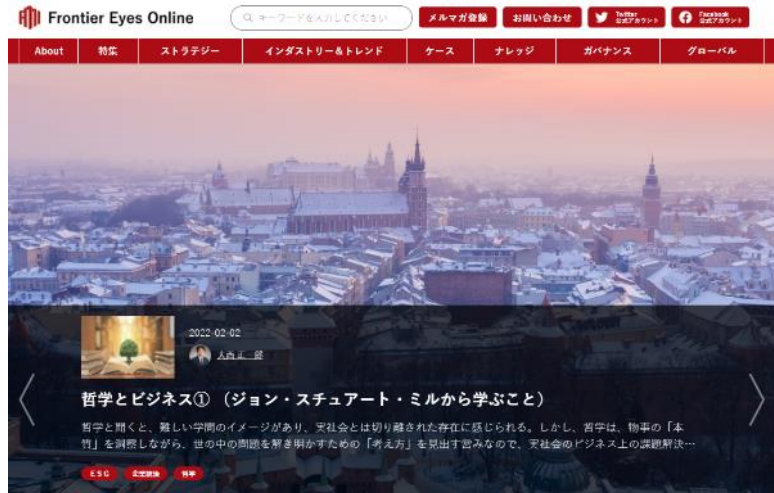 Frontier Eyes Online
キーワードを入力してください
メルマガ登録
お問い合わせ
Twitter
公式アカウント
Facebook
公式アカウント
About
特集
ストラテジー
インダストリー＆トレンド
ケース
ナレッジ
ガバナンス
グローバル
2022-02-02
大西 正一郎
哲学とビジネス① （ジョン・スチュアート・ミルから学ぶこと）
哲学と聞くと、難しい学問のイメージがあり、実社会とは切り離された存在に感じられる。しかし、哲学は、物事の「本
質」を洞察しながら、世の中の問題を解き明かすための「考え方」を見出す営みなので、実社会のビジネス上の課題解決…
ESG
哲学